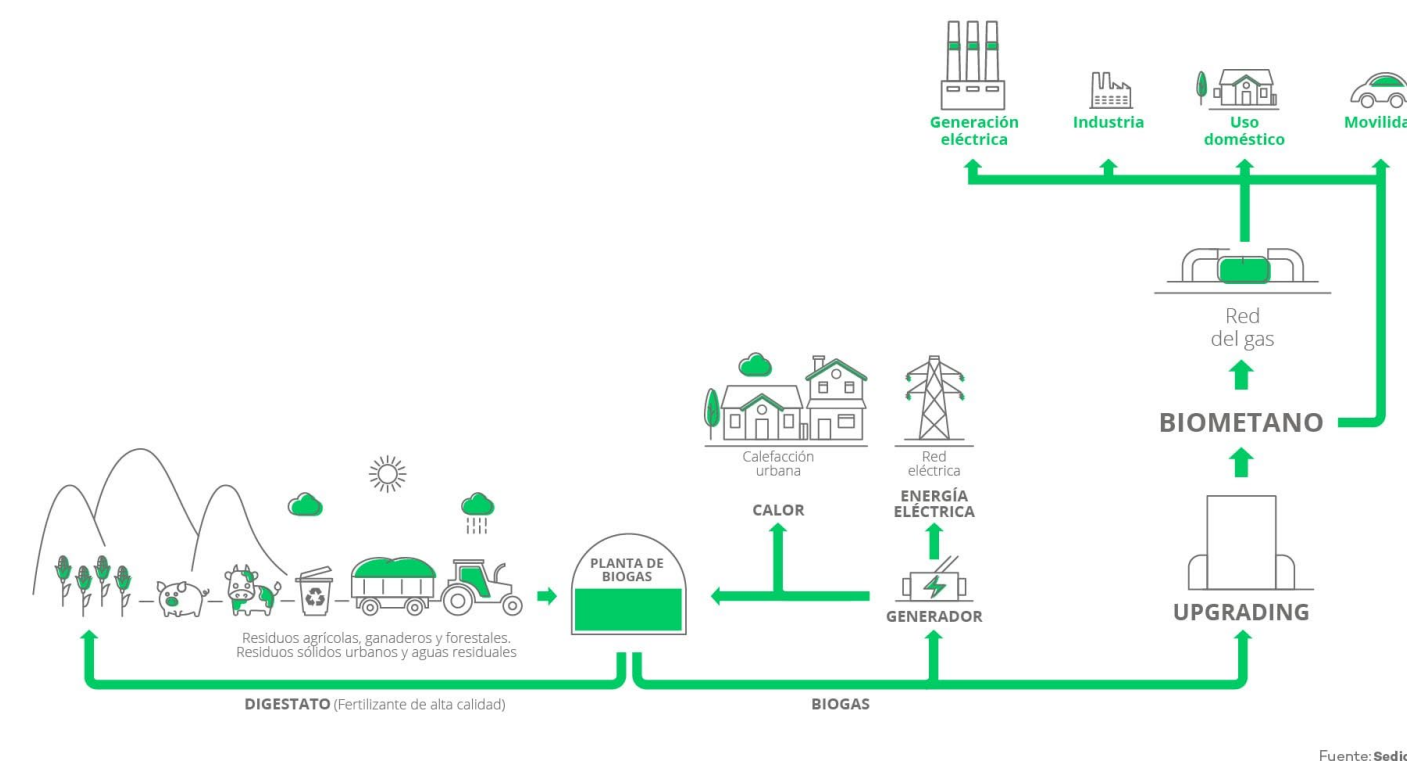 Generación
eléctrica
Industria
Uso
doméstico
Red
del gas
BIOMETANO
Calefacción
urbana
Red
eléctrica
CALOR
ENERGÍA
ELÉCTRICA
PLANTA DE
BIOGAS
GENERADOR
UPGRADING
Residuos agrícolas, ganaderos y forestales.
Residuos sólidos urbanos y aguas residuales
DIGESTATO (Fertilizante de alta calidad)
BIOGAS
Fuente: